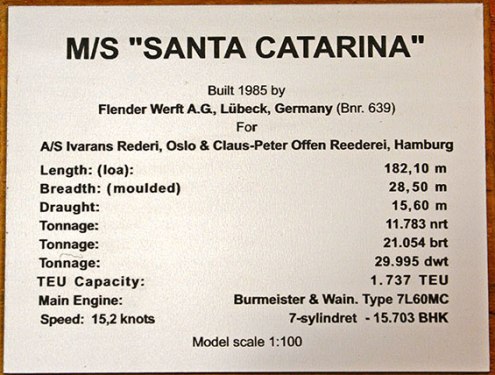 M/S "SANTA CATARINA"
Built 1985 by
Flender Werft A.G., Lübeck, Germany (Bnr. 639)
For
A/S Ivarans Rederi, Oslo & Claus-Peter Offen Reederei, Hamburg
Length: (loa): 182,10 m
Breadth: (moulded) 28,50 m
Draught: 15,60 m
Tonnage: 11.783 nrt
Tonnage: 21.054 brt
Tonnage: 29.995 dwt
TEU Capacity: 1.737 TEU
Main Engine: Burmeister & Wain. Type 7L60MC
Speed: 15,2 knots 7-sylindret - 15.703 BHK
Model scale 1:100